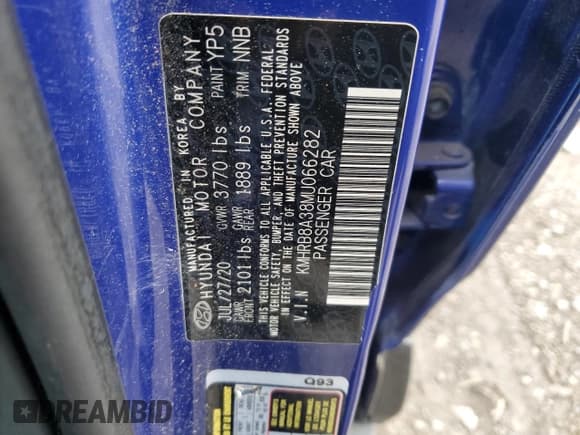 MANUFACTURED IN KOREA BY
HYUNDAI MOTOR COMPANY
JUL/27/20 GVWR 3770 lbs PAINT YP5
GAWR FRONT 2101 lbs GAWR REAR 1889 lbs TRIM NNB
THIS VEHICLE CONFORMS TO ALL APPLICABLE U.S.A. FEDERAL
MOTOR VEHICLE SAFETY, BUMPER, AND THEFT PREVENTION STANDARDS
IN EFFECT ON THE DATE OF MANUFACTURE SHOWN ABOVE
V.I.N KMHRB8A38MU066282
PASSENGER CAR
Q93
DREAMBID